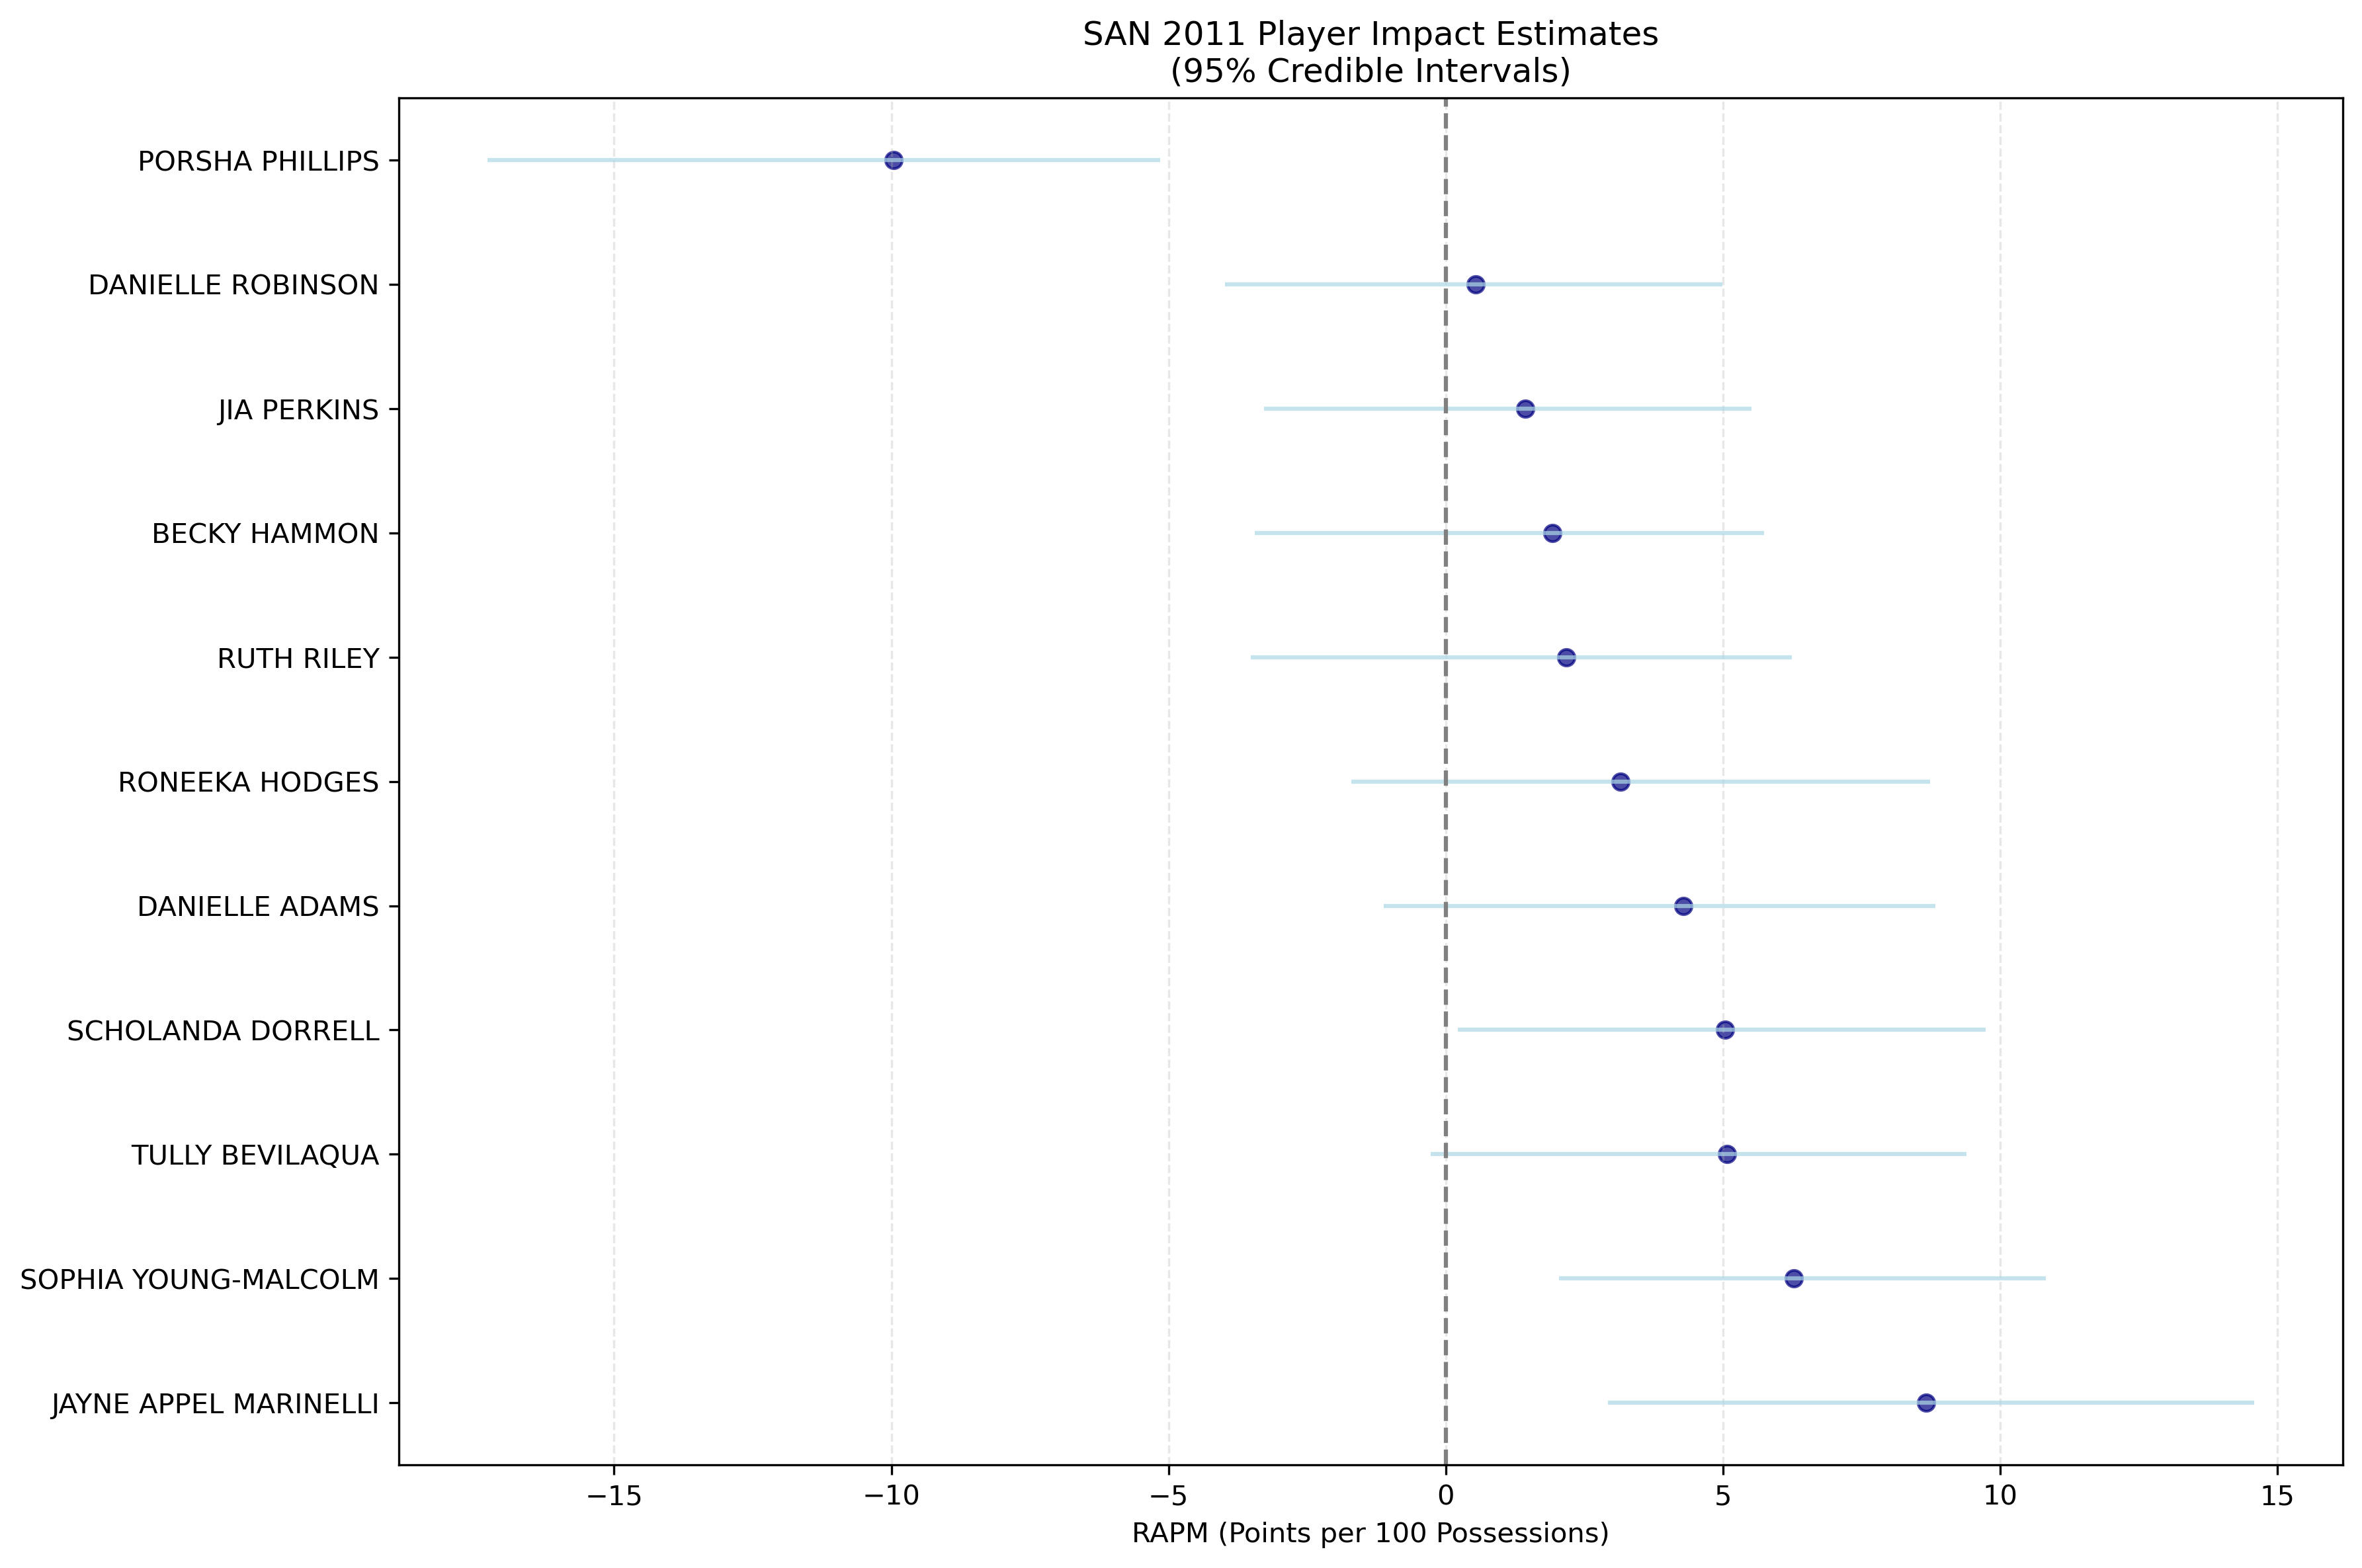 SAN 2011 Player Impact Estimates
(95% Credible Intervals)
PORSHA PHILLIPS
DANIELLE ROBINSON
JIA PERKINS
BECKY HAMMON
RUTH RILEY
RONEEKA HODGES
DANIELLE ADAMS
SCHOLANDA DORRELL
TULLY BEVILAQUA
SOPHIA YOUNG-MALCOLM
JAYNE APPEL MARINELLI
−15 −10 −5 0 5 10 15
RAPM (Points per 100 Possessions)